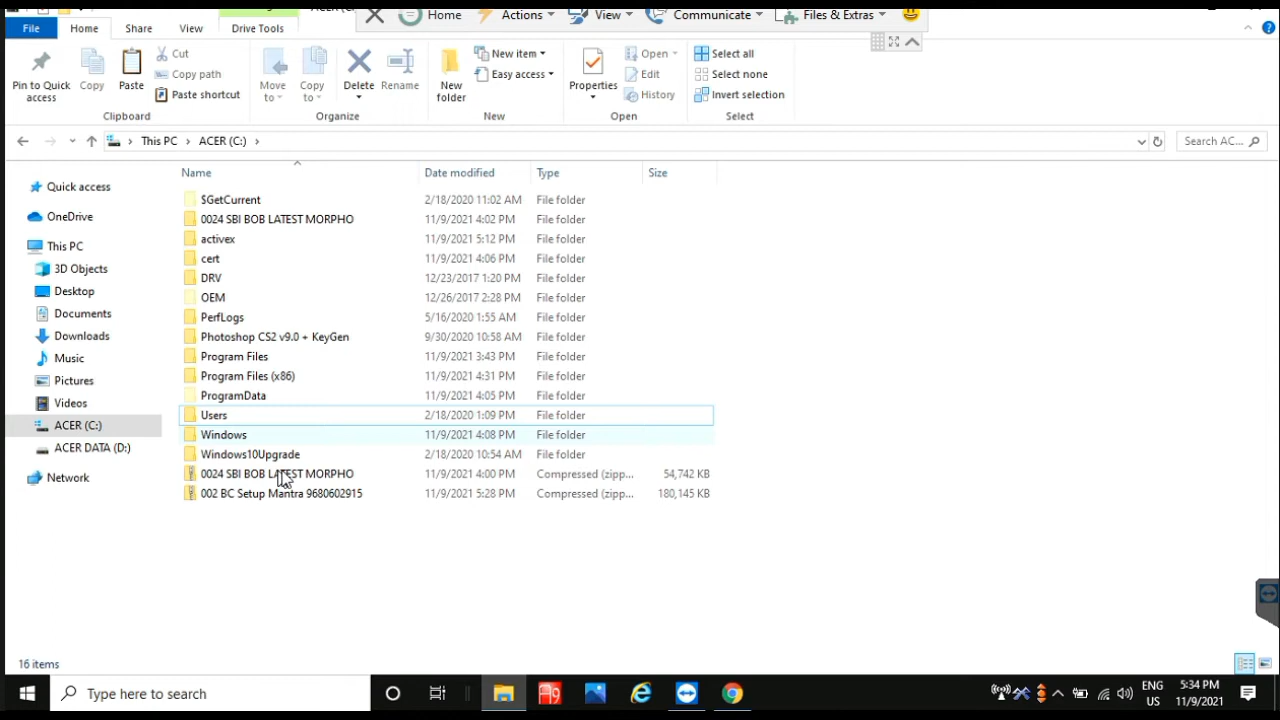 ACER (C:)
Home Actions View Communicate Files & Extras
File Home Share View Drive Tools
Pin to Quick access
Copy
Paste
Cut
Copy path
Paste shortcut
Clipboard
Move to
Copy to
Delete
Rename
Organize
New folder
New item
Easy access
New
Properties
Open
Edit
History
Open
Select all
Select none
Invert selection
Select
This PC > ACER (C:) >
Search AC...
Name Date modified Type Size
Quick access
OneDrive
This PC
3D Objects
Desktop
Documents
Downloads
Music
Pictures
Videos
ACER (C:)
ACER DATA (D:)
Network
$GetCurrent 2/18/2020 11:02 AM File folder
0024 SBI BOB LATEST MORPHO 11/9/2021 4:02 PM File folder
activex 11/9/2021 5:12 PM File folder
cert 11/9/2021 4:06 PM File folder
DRV 12/23/2017 1:20 PM File folder
OEM 12/26/2017 2:28 PM File folder
PerfLogs 5/16/2020 1:55 AM File folder
Photoshop CS2 v9.0 + KeyGen 9/30/2020 10:58 AM File folder
Program Files 11/9/2021 3:43 PM File folder
Program Files (x86) 11/9/2021 4:31 PM File folder
ProgramData 11/9/2021 4:05 PM File folder
Users 2/18/2020 1:09 PM File folder
Windows 11/9/2021 4:08 PM File folder
Windows10Upgrade 2/18/2020 10:54 AM File folder
0024 SBI BOB LATEST MORPHO 11/9/2021 4:00 PM Compressed (zipp... 54,742 KB
002 BC Setup Mantra 9680602915 11/9/2021 5:28 PM Compressed (zipp... 180,145 KB
16 items
Type here to search
ENG
US
5:34 PM
11/9/2021